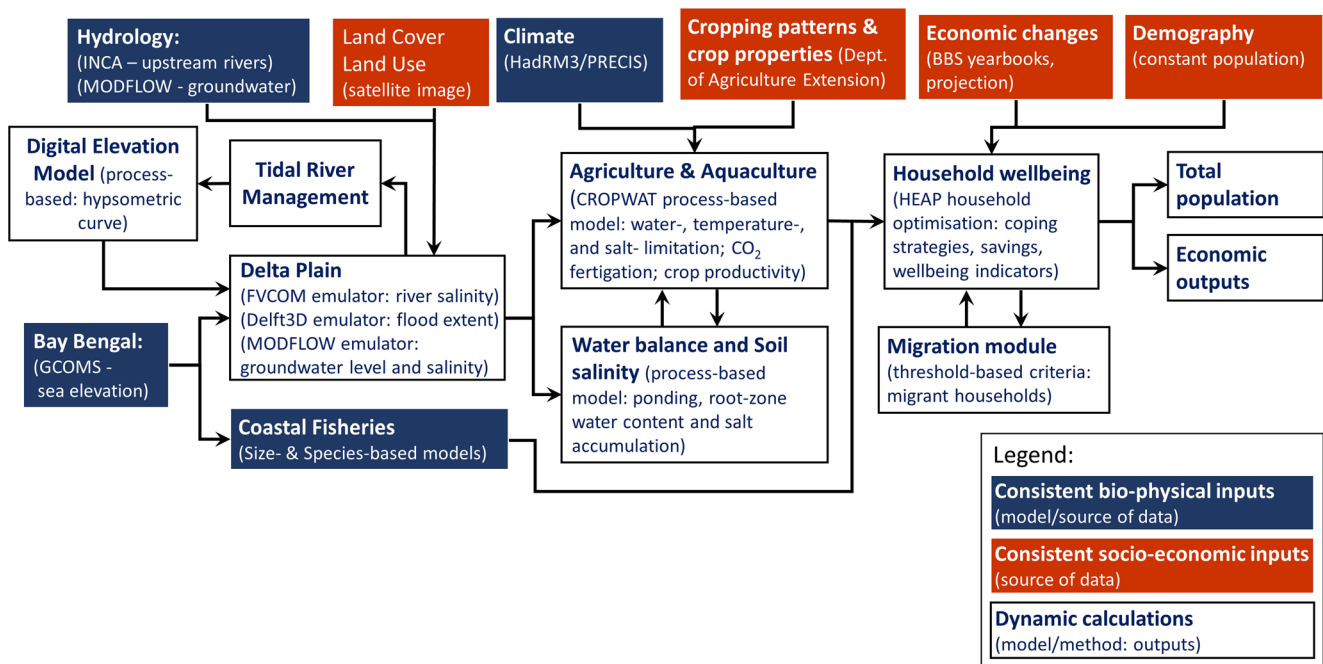 Hydrology:
(INCA – upstream rivers)
(MODFLOW - groundwater)
Land Cover
Land Use
(satellite image)
Climate
(HadRM3/PRECIS)
Cropping patterns &
crop properties (Dept.
of Agriculture Extension)
Economic changes
(BBS yearbooks,
projection)
Demography
(constant population)
Digital Elevation
Model (process-
based: hypsometric
curve)
Tidal River
Management
Agriculture & Aquaculture
(CROPWAT process-based
model: water-, temperature-,
and salt- limitation; CO2
fertigation; crop productivity)
Household wellbeing
(HEAP household
optimisation: coping
strategies, savings,
wellbeing indicators)
Total
population
Economic
outputs
Delta Plain
(FVCOM emulator: river salinity)
(Delft3D emulator: flood extent)
(MODFLOW emulator:
groundwater level and salinity)
Bay Bengal:
(GCOMS -
sea elevation)
Water balance and Soil
salinity (process-based
model: ponding, root-zone
water content and salt
accumulation)
Migration module
(threshold-based criteria:
migrant households)
Coastal Fisheries
(Size- & Species-based models)
Legend:
Consistent bio-physical inputs
(model/source of data)
Consistent socio-economic inputs
(source of data)
Dynamic calculations
(model/method: outputs)